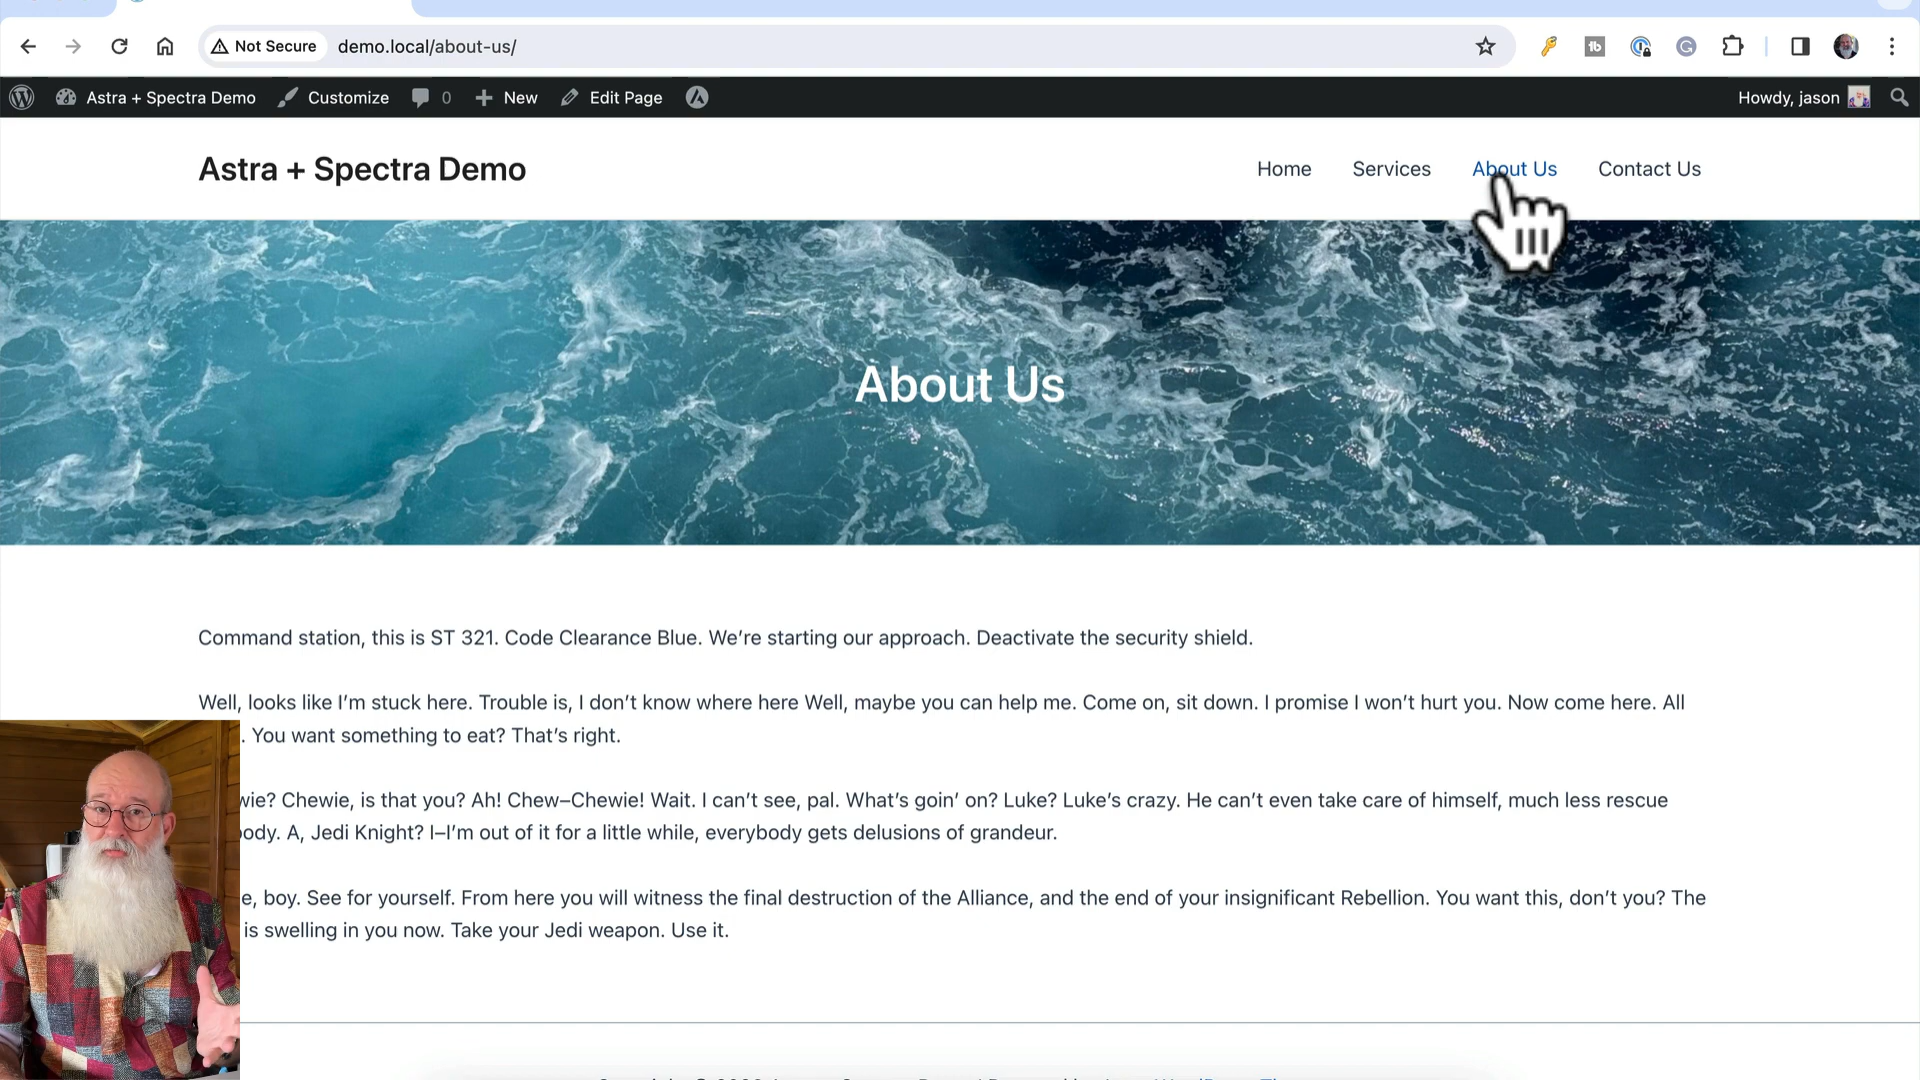 Not Secure demo.local/about-us/
Astra + Spectra Demo Customize 0 New Edit Page Howdy, jason
Astra + Spectra Demo
Home Services About Us Contact Us
About Us
Command station, this is ST 321. Code Clearance Blue. We're starting our approach. Deactivate the security shield.
Well, looks like I'm stuck here. Trouble is, I don't know where here Well, maybe you can help me. Come on, sit down. I promise I won't hurt you. Now come here. All
. You want something to eat? That's right.
wie? Chewie, is that you? Ah! Chew–Chewie! Wait. I can't see, pal. What's goin' on? Luke? Luke's crazy. He can't even take care of himself, much less rescue
ody. A, Jedi Knight? I–I'm out of it for a little while, everybody gets delusions of grandeur.
e, boy. See for yourself. From here you will witness the final destruction of the Alliance, and the end of your insignificant Rebellion. You want this, don't you? The
is swelling in you now. Take your Jedi weapon. Use it.